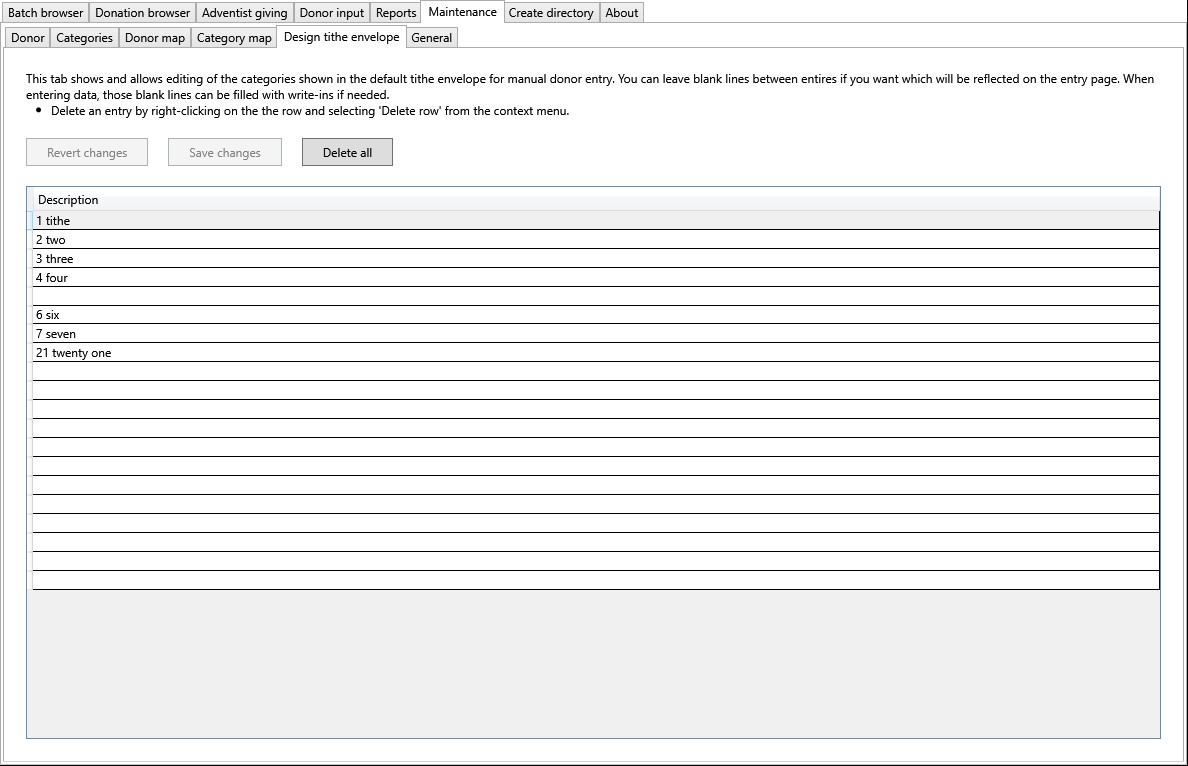 Batch browser Donation browser Adventist giving Donor input Reports Maintenance Create directory About
Donor Categories Donor map Category map Design tithe envelope General
This tab shows and allows editing of the categories shown in the default tithe envelope for manual donor entry. You can leave blank lines between entires if you want which will be reflected on the entry page. When
entering data, those blank lines can be filled with write-ins if needed.
• Delete an entry by right-clicking on the the row and selecting 'Delete row' from the context menu.
Revert changes Save changes Delete all
Description
1 tithe
2 two
3 three
4 four
6 six
7 seven
21 twenty one